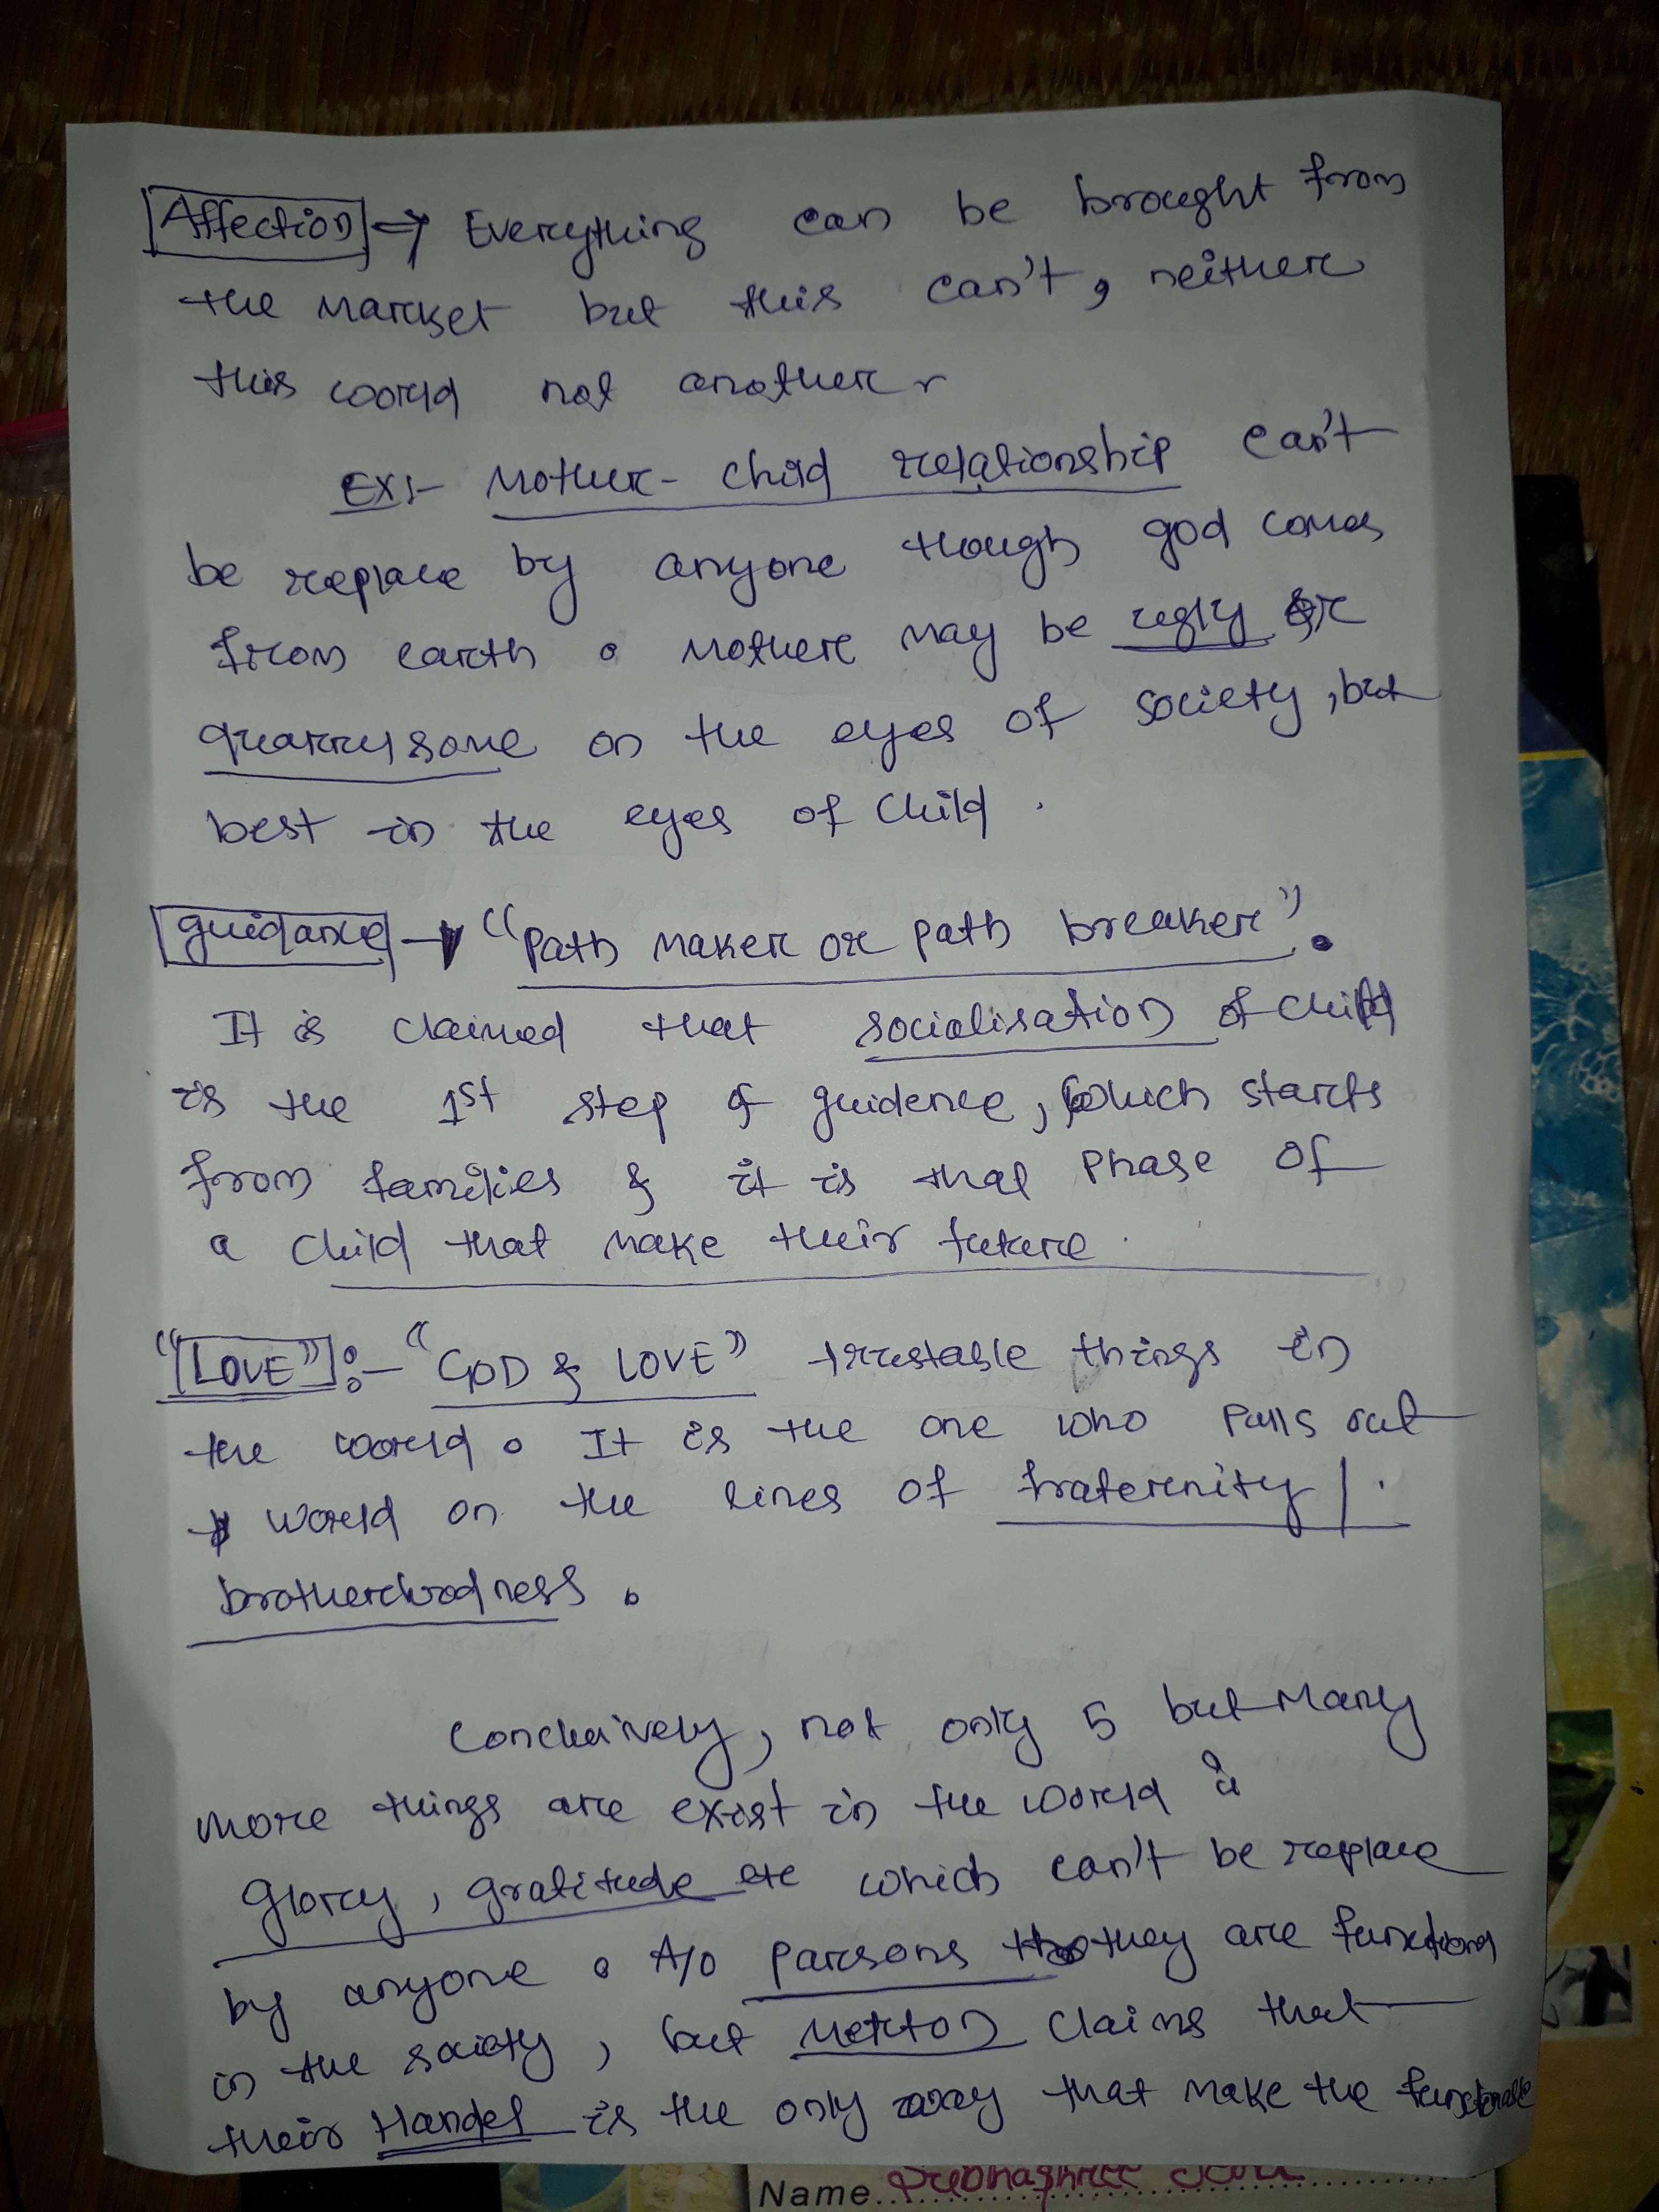 Affection → Everything can be brought from
the market but this can't, neither
this world not another
Ex:- Mother-child relationship can't
be replace by anyone though god comes
from earth. Mother may be ugly or
quarrysome on the eyes of society, but
best in the eyes of child.
guidance → "Path maker or path breaker".
It is claimed that socialisation of child
is the 1st step of guidence, which starts
from families & it is that phase of
a child that make their future.
"LOVE":- "GOD & LOVE" things in
the world. It is the one who pulls out
world on the lines of fraternity/
brotherhoodness.
Conclusively, not only 5 but many
more things are exist in the world
glory, gratitude etc which can't be replace
by anyone. A/o Parsons they are functions
in the society, but Merton claims that
their Handel is the only way that make the functionable
Name